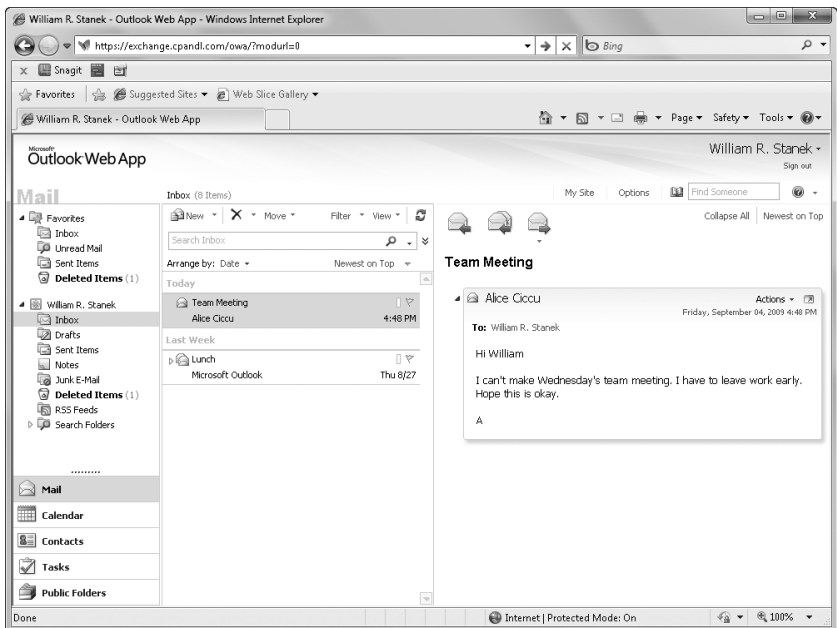 William R. Stanek - Outlook Web App - Windows Internet Explorer
https://exchange.cpandl.com/owa/?modurl=0
Bing
Snagit
Favorites Suggested Sites Web Slice Gallery
William R. Stanek - Outlook Web App
Page Safety Tools
Microsoft
Outlook Web App
William R. Stanek
Sign out
Mail
Inbox (8 Items)
My Site Options Find Someone
Favorites
Inbox
Unread Mail
Sent Items
Deleted Items (1)
William R. Stanek
Inbox
Drafts
Sent Items
Notes
Junk E-Mail
Deleted Items (1)
RSS Feeds
Search Folders
Mail
Calendar
Contacts
Tasks
Public Folders
New Move Filter View
Search Inbox
Arrange by: Date Newest on Top
Today
Team Meeting
Alice Ciccu 4:48 PM
Last Week
Lunch
Microsoft Outlook Thu 8/27
Collapse All Newest on Top
Team Meeting
Alice Ciccu Actions
Friday, September 04, 2009 4:48 PM
To: William R. Stanek
Hi William
I can't make Wednesday's team meeting. I have to leave work early.
Hope this is okay.
A
Done Internet | Protected Mode: On 100%